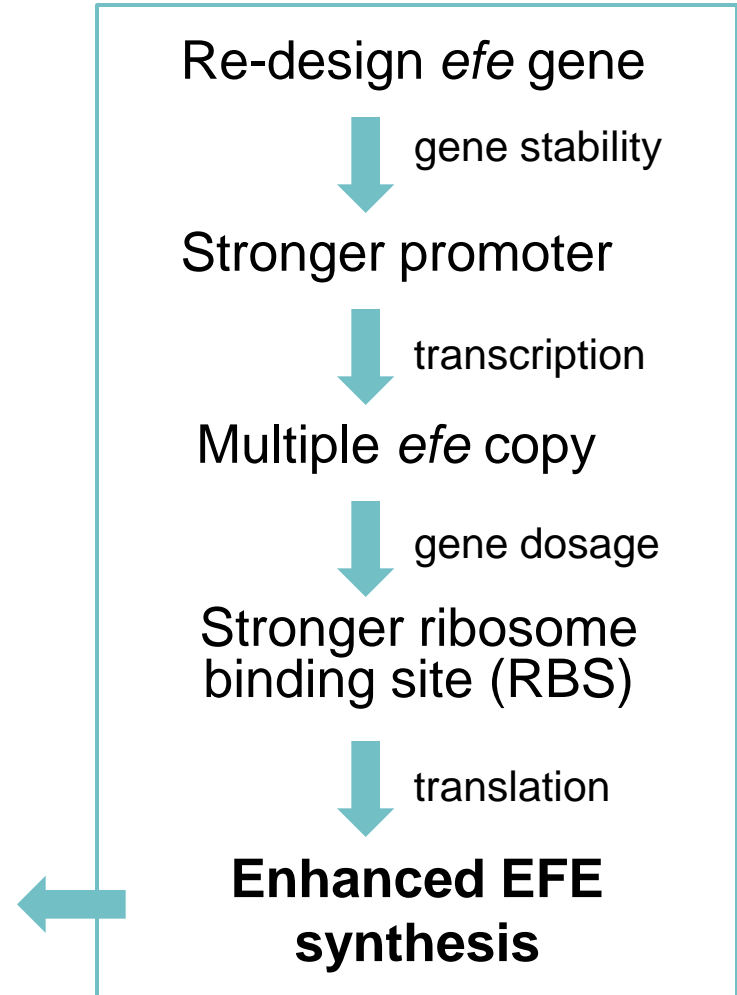 Re-design efe gene
gene stability
Stronger promoter
transcription
Multiple efe copy
gene dosage
Stronger ribosome
binding site (RBS)
translation
Enhanced EFE
synthesis